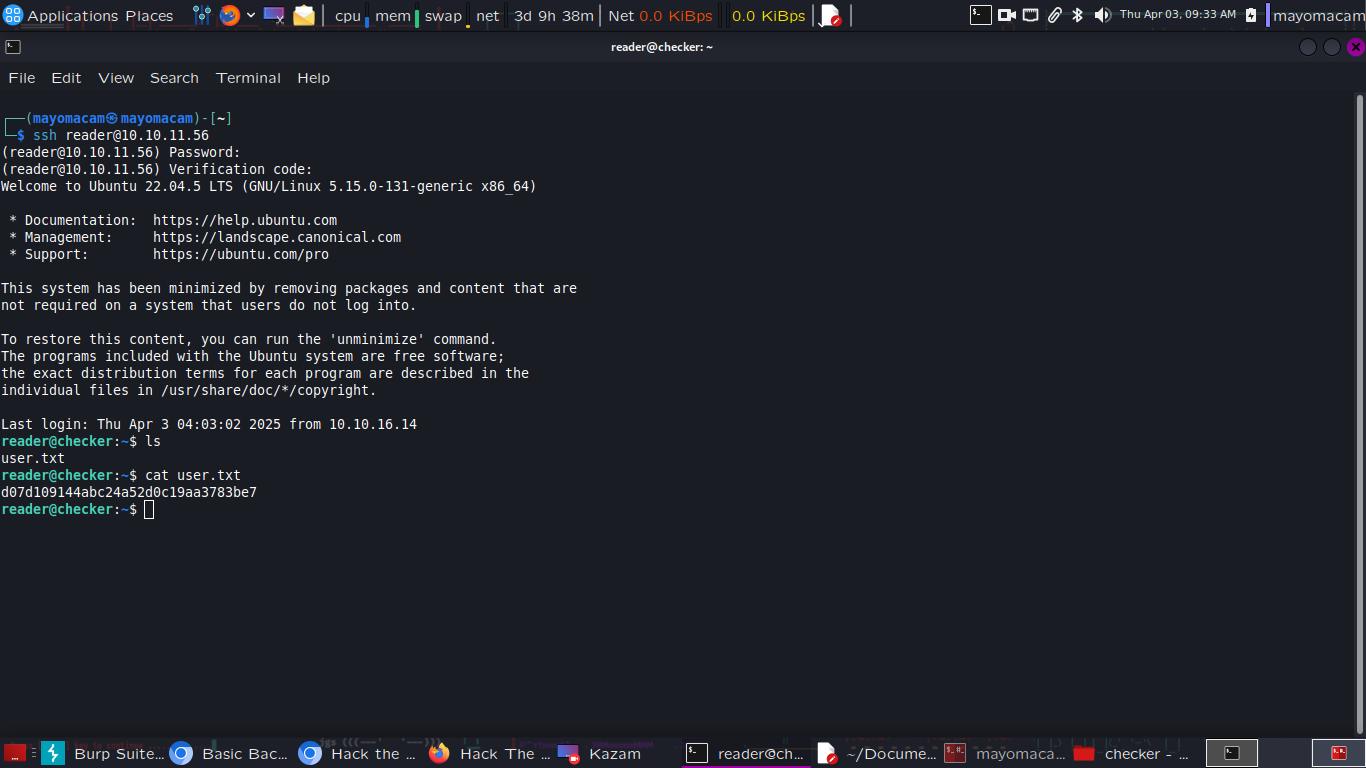 Applications Places cpu mem swap net 3d 9h 38m Net 0.0 KiBps 0.0 KiBps Thu Apr 03, 09:33 AM mayomacam
reader@checker: ~
File Edit View Search Terminal Help
┌──(mayomacam㉿mayomacam)-[~]
└─$ ssh reader@10.10.11.56
(reader@10.10.11.56) Password:
(reader@10.10.11.56) Verification code:
Welcome to Ubuntu 22.04.5 LTS (GNU/Linux 5.15.0-131-generic x86_64)
* Documentation: https://help.ubuntu.com
* Management: https://landscape.canonical.com
* Support: https://ubuntu.com/pro
This system has been minimized by removing packages and content that are
not required on a system that users do not log into.
To restore this content, you can run the 'unminimize' command.
The programs included with the Ubuntu system are free software;
the exact distribution terms for each program are described in the
individual files in /usr/share/doc/*/copyright.
Last login: Thu Apr 3 04:03:02 2025 from 10.10.16.14
reader@checker:~$ ls
user.txt
reader@checker:~$ cat user.txt
d07d109144abc24a52d0c19aa3783be7
reader@checker:~$
Burp Suite... Basic Bac... Hack the ... Hack The ... Kazam reader@ch... ~/Docume... mayomaca... checker - ...